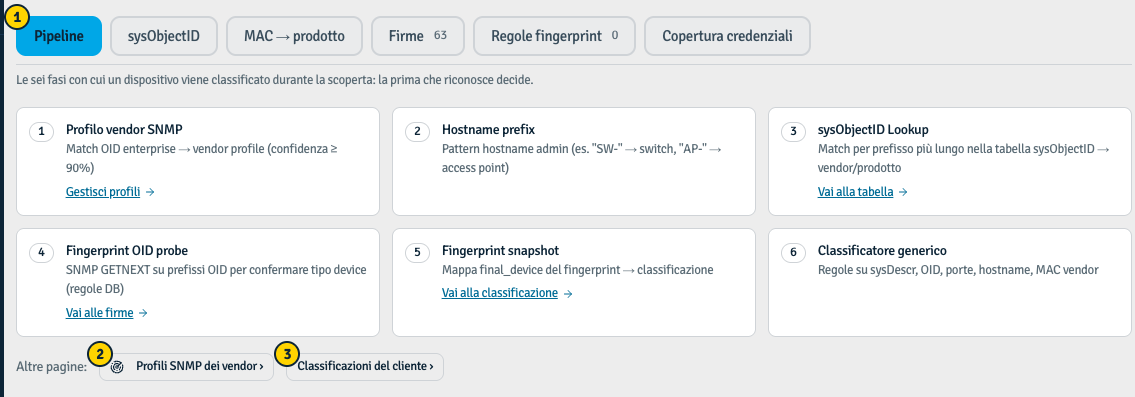 1
Pipeline sysObjectID MAC → prodotto Firme 63 Regole fingerprint 0 Copertura credenziali
Le sei fasi con cui un dispositivo viene classificato durante la scoperta: la prima che riconosce decide.
1 Profilo vendor SNMP
Match OID enterprise → vendor profile (confidenza ≥
90%)
Gestisci profili →
2 Hostname prefix
Pattern hostname admin (es. "SW-" → switch, "AP-" →
access point)
3 sysObjectID Lookup
Match per prefisso più lungo nella tabella sysObjectID →
vendor/prodotto
Vai alla tabella →
4 Fingerprint OID probe
SNMP GETNEXT su prefissi OID per confermare tipo device
(regole DB)
Vai alle firme →
5 Fingerprint snapshot
Mappa final_device del fingerprint → classificazione
Vai alla classificazione →
6 Classificatore generico
Regole su sysDescr, OID, porte, hostname, MAC vendor
Altre pagine: 2 Profili SNMP dei vendor › 3 Classificazioni del cliente ›